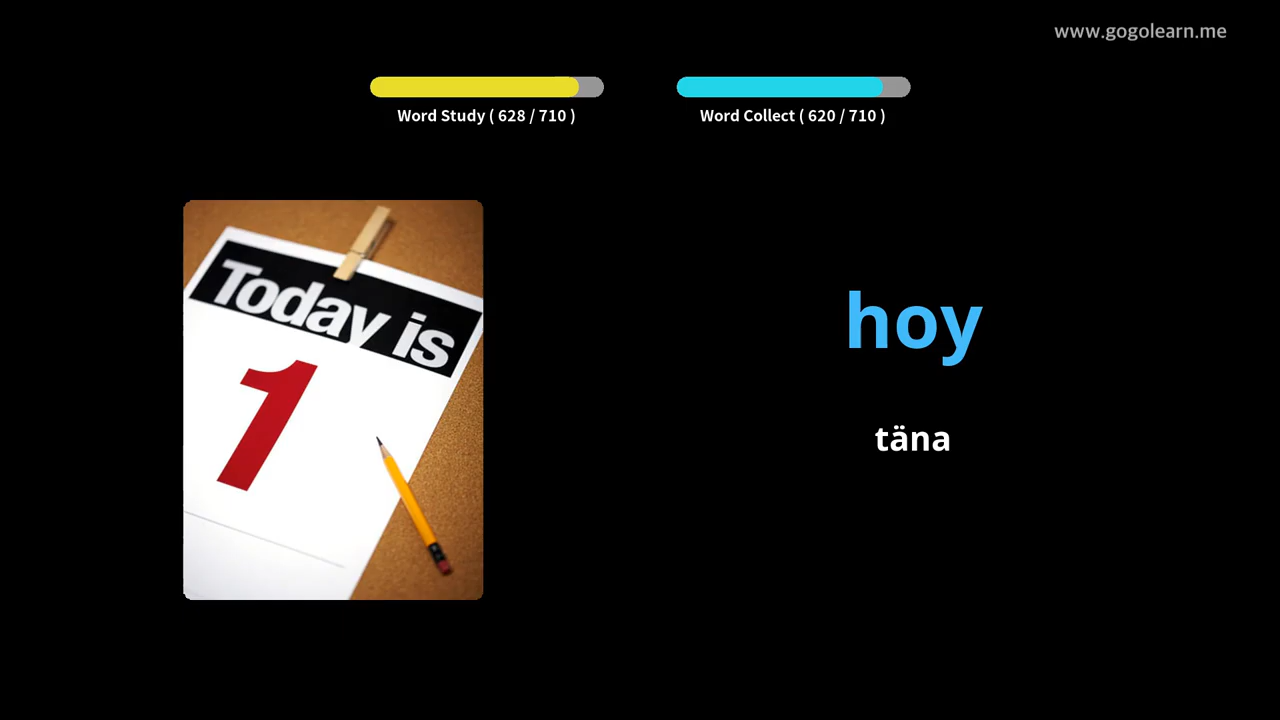 www.gogolearn.me
Word Study ( 628 / 710 )
Word Collect ( 620 / 710 )
Today is
1
hoy
täna